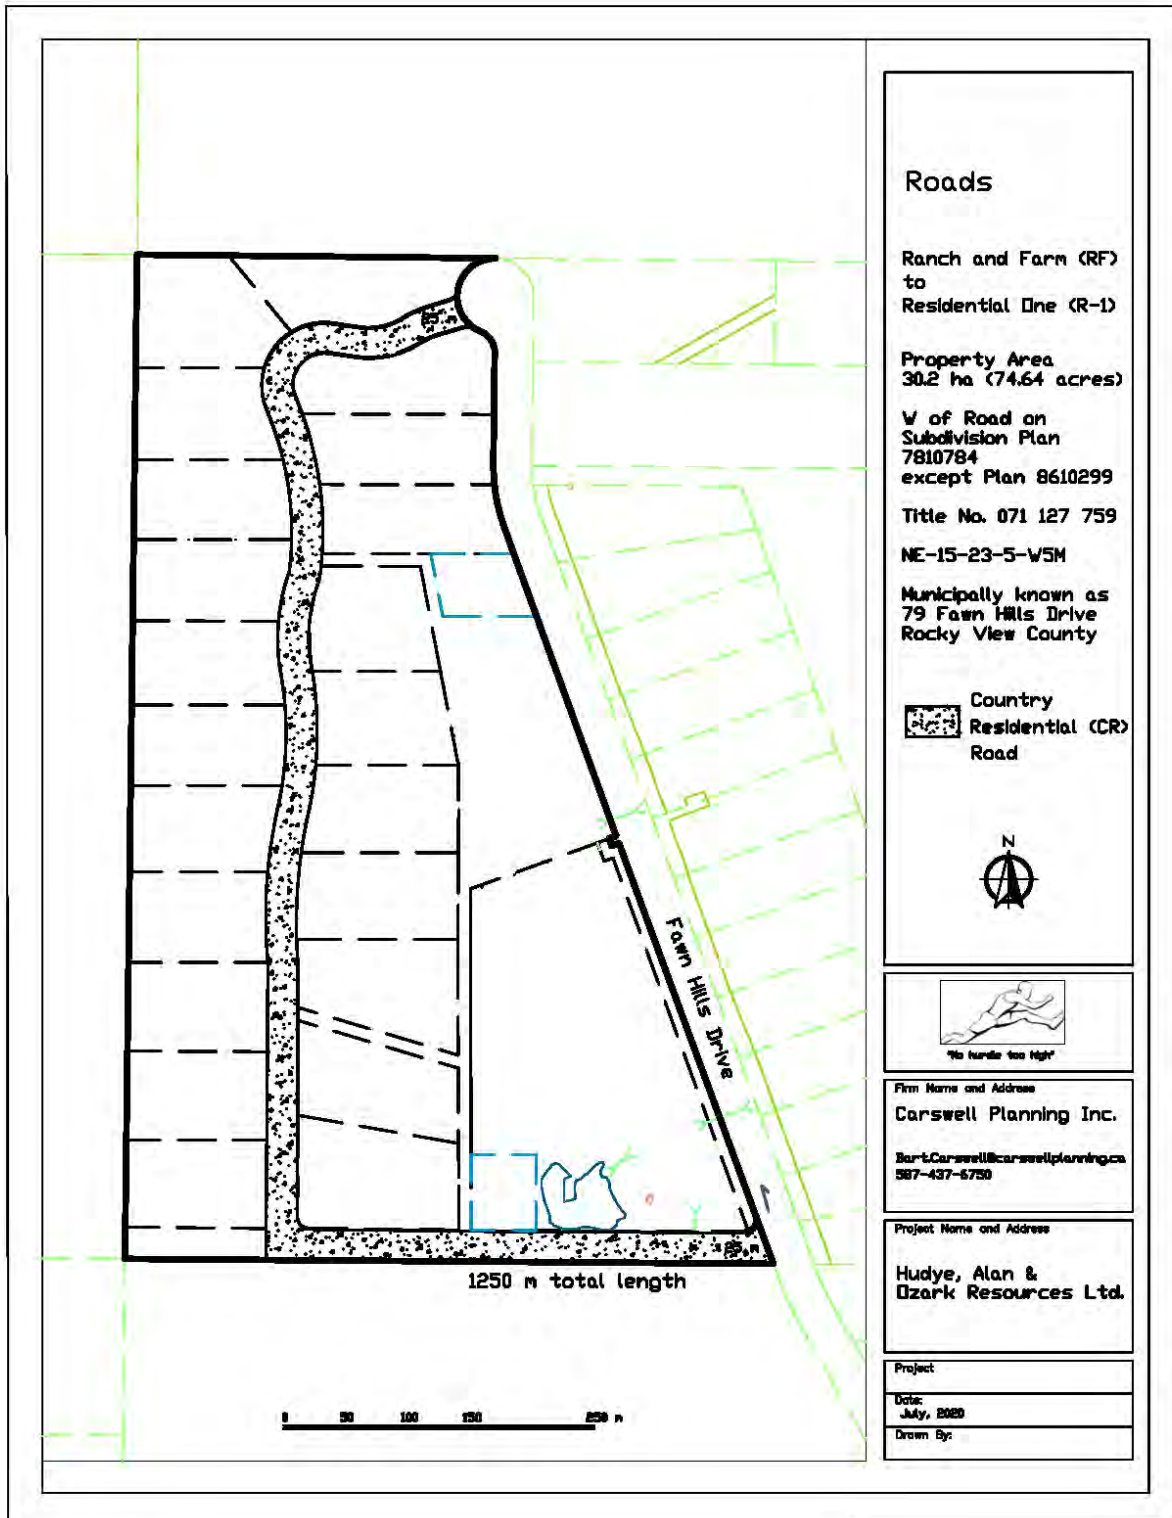 Roads
Ranch and Farm (RF)
to
Residential One (R-1)
Property Area
30.2 ha (74.64 acres)
W of Road on
Subdivision Plan
7810784
except Plan 8610299
Title No. 071 127 759
NE-15-23-5-W5M
Municipally known as
79 Fawn Hills Drive
Rocky View County
Country
Residential (CR)
Road
N
Fawn Hills Drive
"No hurdle too high"
Firm Name and Address
Carswell Planning Inc.
Bart.Carswell@carswellplanning.ca
587-437-6750
Project Name and Address
Hudye, Alan &
Ozark Resources Ltd.
1250 m total length
0 50 100 150 250 m
Project
Date:
July, 2020
Drawn By: